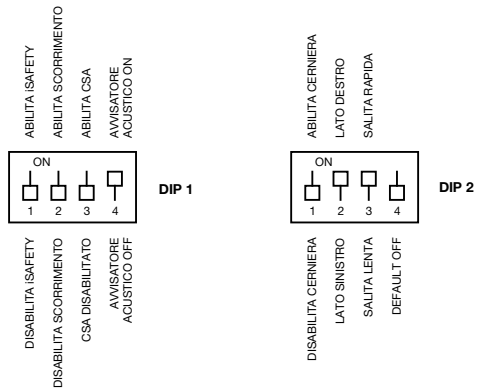 ABILITA iSAFETY
ABILITA SCORRIMENTO
ABILITA CSA
AVVISATORE
ACUSTICO ON
ON
1 2 3 4
DIP 1
DISABILITA iSAFETY
DISABILITA SCORRIMENTO
CSA DISABILITATO
AVVISATORE
ACUSTICO OFF
ABILITA CERNIERA
LATO DESTRO
SALITA RAPIDA
ON
1 2 3 4
DIP 2
DISABILITA CERNIERA
LATO SINISTRO
SALITA LENTA
DEFAULT OFF